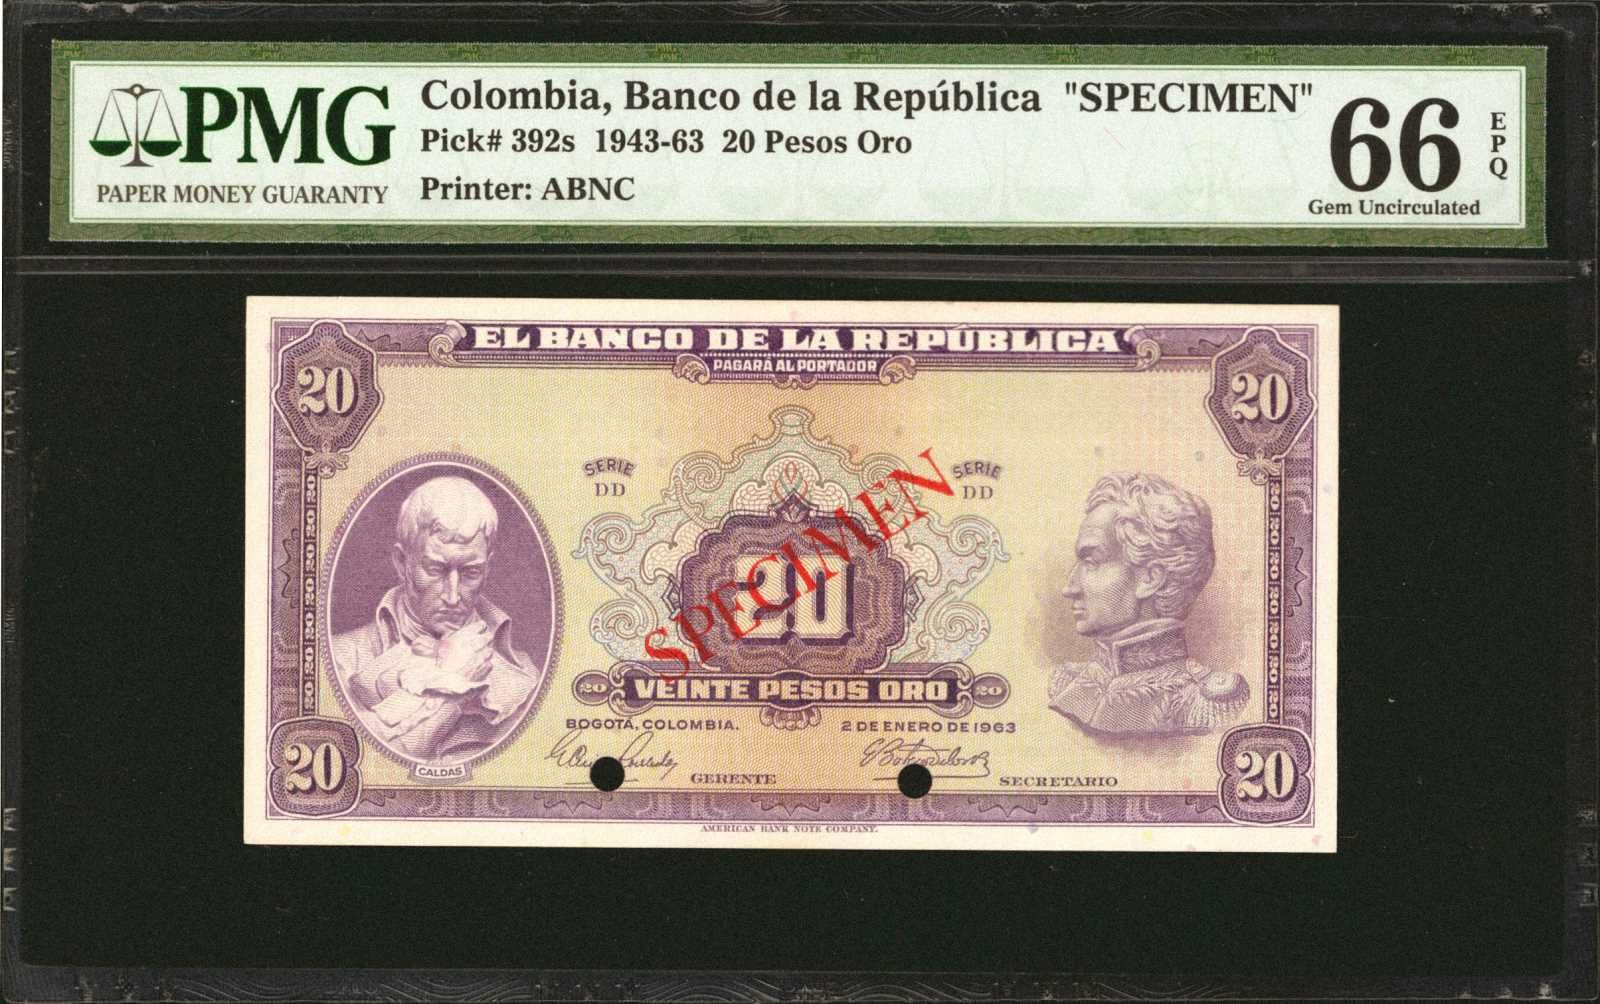 PMG
PAPER MONEY GUARANTY
Colombia, Banco de la República "SPECIMEN"
Pick# 392s 1943-63 20 Pesos Oro
Printer: ABNC
66
EPQ
Gem Uncirculated
EL BANCO DE LA REPÚBLICA
PAGARÁ AL PORTADOR
20
20
SERIE
DD
SERIE
DD
SPECIMEN
20
20 VEINTE PESOS ORO 20
BOGOTÁ, COLOMBIA. 2 DE ENERO DE 1963
CALDAS
GERENTE
SECRETARIO
20
20
AMERICAN BANK NOTE COMPANY.